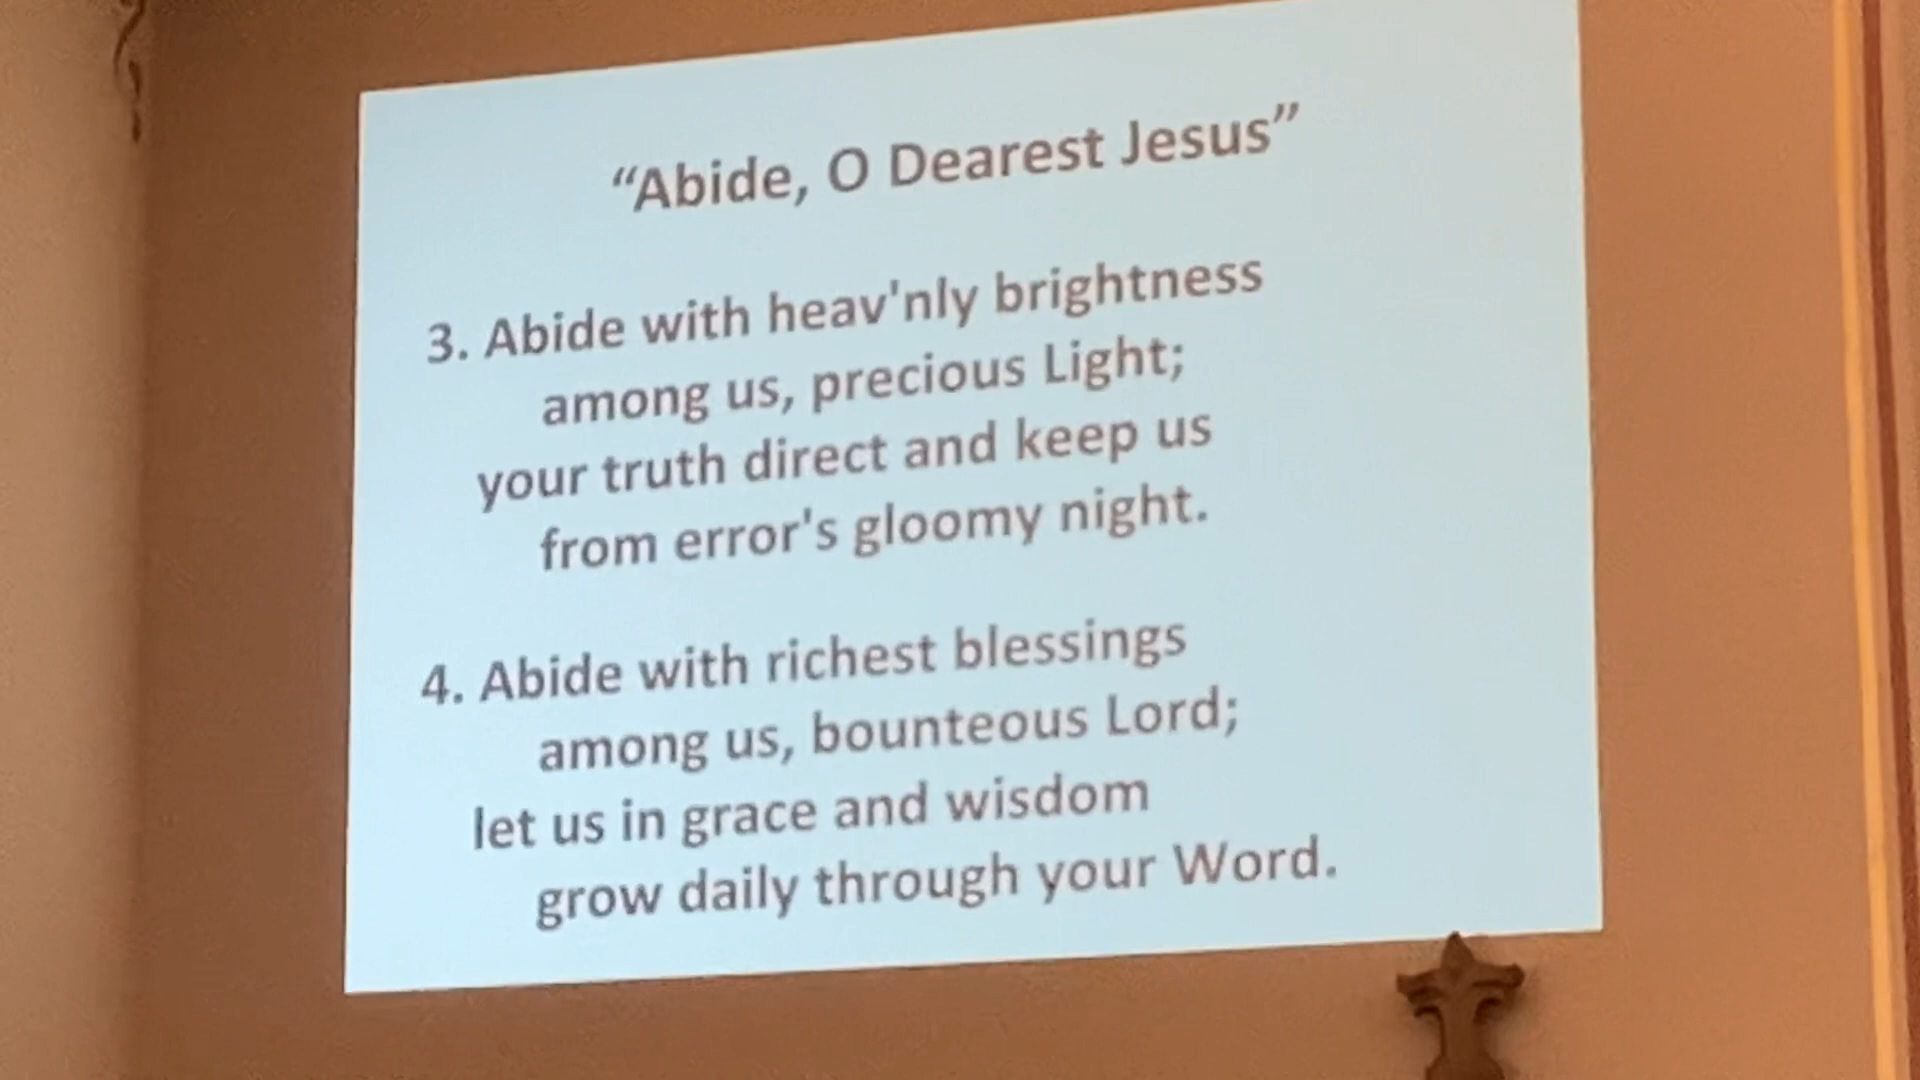 “Abide, O Dearest Jesus”
3. Abide with heav'nly brightness
among us, precious Light;
your truth direct and keep us
from error's gloomy night.
4. Abide with richest blessings
among us, bounteous Lord;
let us in grace and wisdom
grow daily through your Word.